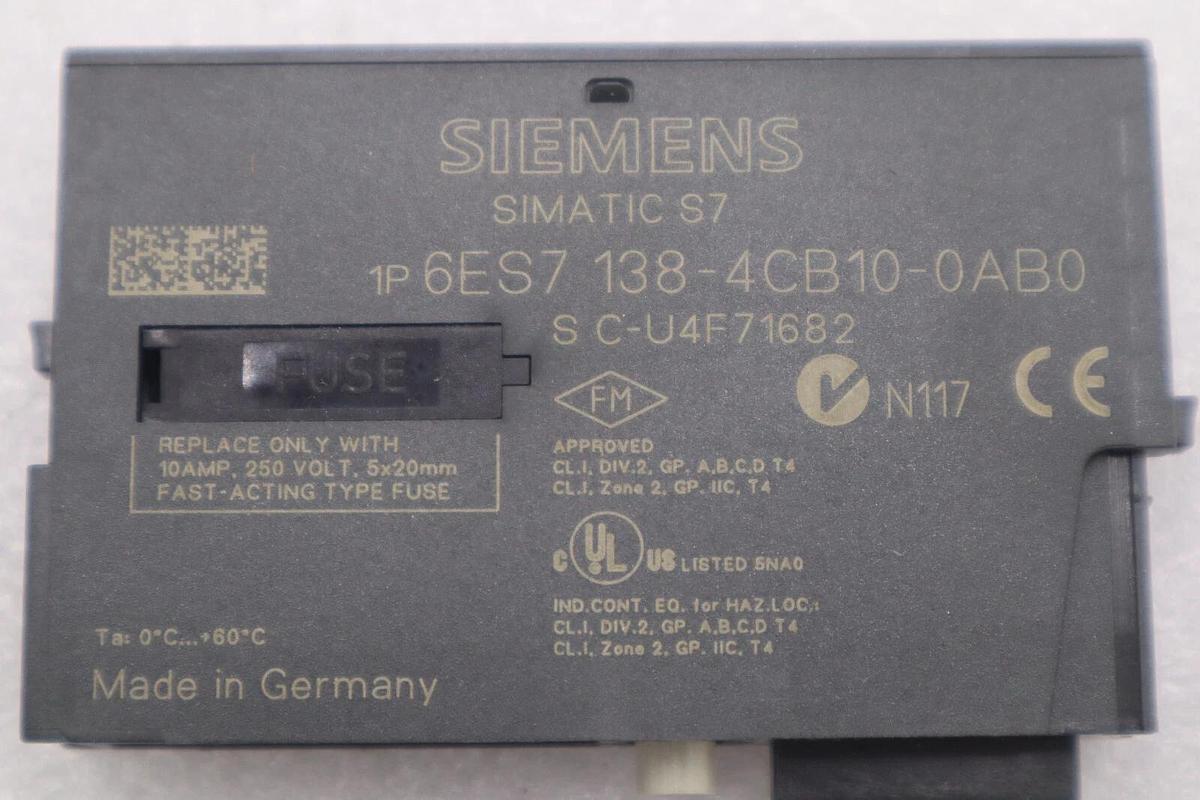 SIEMENS
SIMATIC S7
1P 6ES7 138-4CB10-0AB0
S C-U4F71682
FUSE
FM
N117
CE
REPLACE ONLY WITH
10AMP, 250 VOLT, 5x20mm
FAST-ACTING TYPE FUSE
APPROVED
CL.I, DIV.2, GP. A,B,C,D T4
CL.I, Zone 2, GP. IIC, T4
C UL US LISTED 5NA0
IND.CONT. EQ. for HAZ.LOC.:
CL.I, DIV.2, GP. A,B,C,D T4
CL.I, Zone 2, GP. IIC, T4
Ta: 0°C...+60°C
Made in Germany